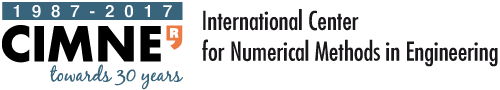 1987-2017
CIMNE R
towards 30 years
International Center
for Numerical Methods in Engineering